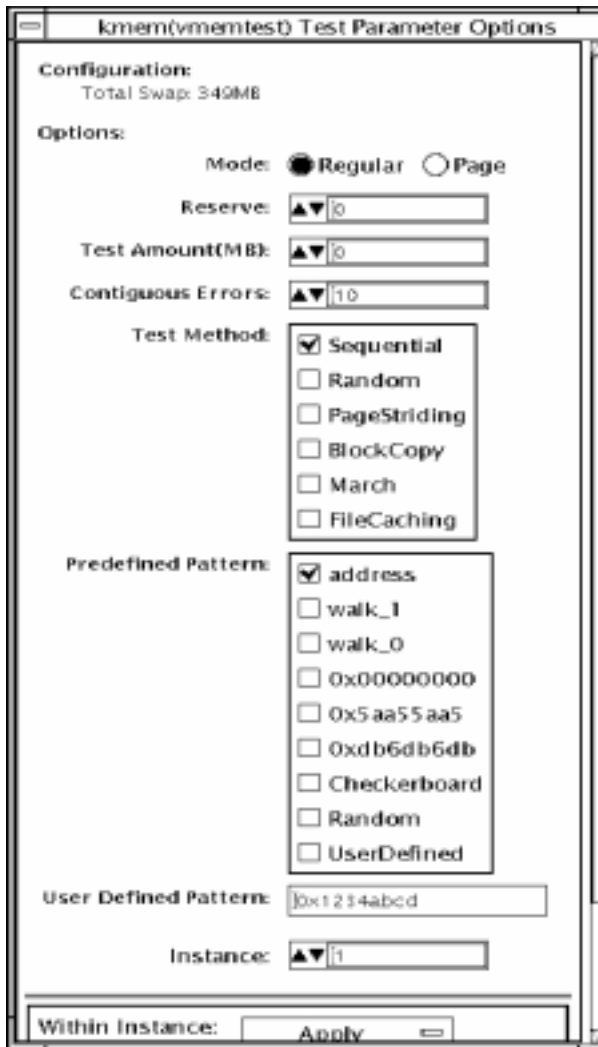 kmem(vmemtest) Test Parameter Options
Configuration:
Total Swap: 349MB
Options:
Mode: Regular Page
Reserve: 0
Test Amount(MB): 0
Contiguous Errors: 10
Test Method: Sequential
Random
PageStriding
BlockCopy
March
FileCaching
Predefined Pattern: address
walk_1
walk_0
0x00000000
0x5aa55aa5
0xdb6db6db
Checkerboard
Random
UserDefined
User Defined Pattern: 0x1234abcd
Instance: 1
Within Instance: Apply